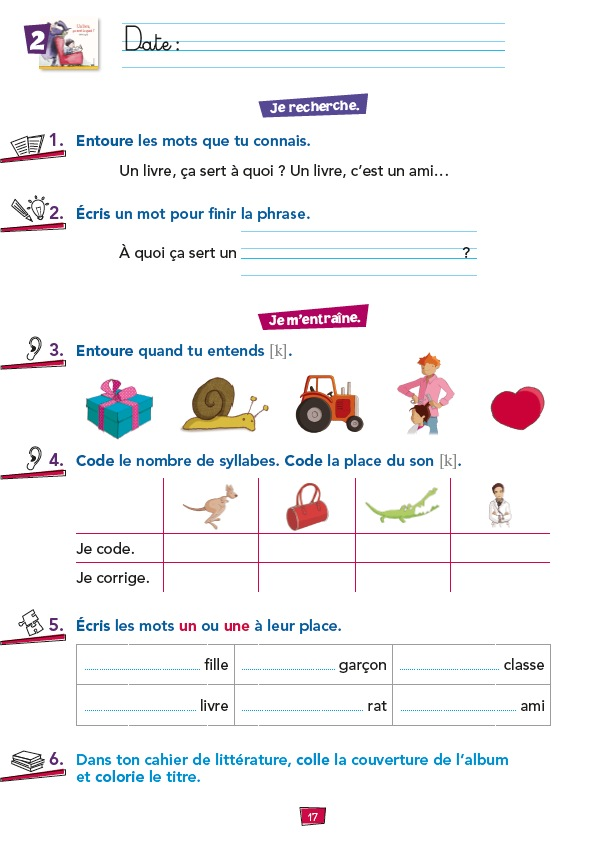 2
Date :
Je recherche.
1. Entoure les mots que tu connais.
Un livre, ça sert à quoi ? Un livre, c'est un ami...
2. Écris un mot pour finir la phrase.
À quoi ça sert un ?
Je m'entraîne.
3. Entoure quand tu entends [k].
4. Code le nombre de syllabes. Code la place du son [k].
Je code.
Je corrige.
5. Écris les mots un ou une à leur place.
fille garçon classe
livre rat ami
6. Dans ton cahier de littérature, colle la couverture de l'album
et colorie le titre.
17